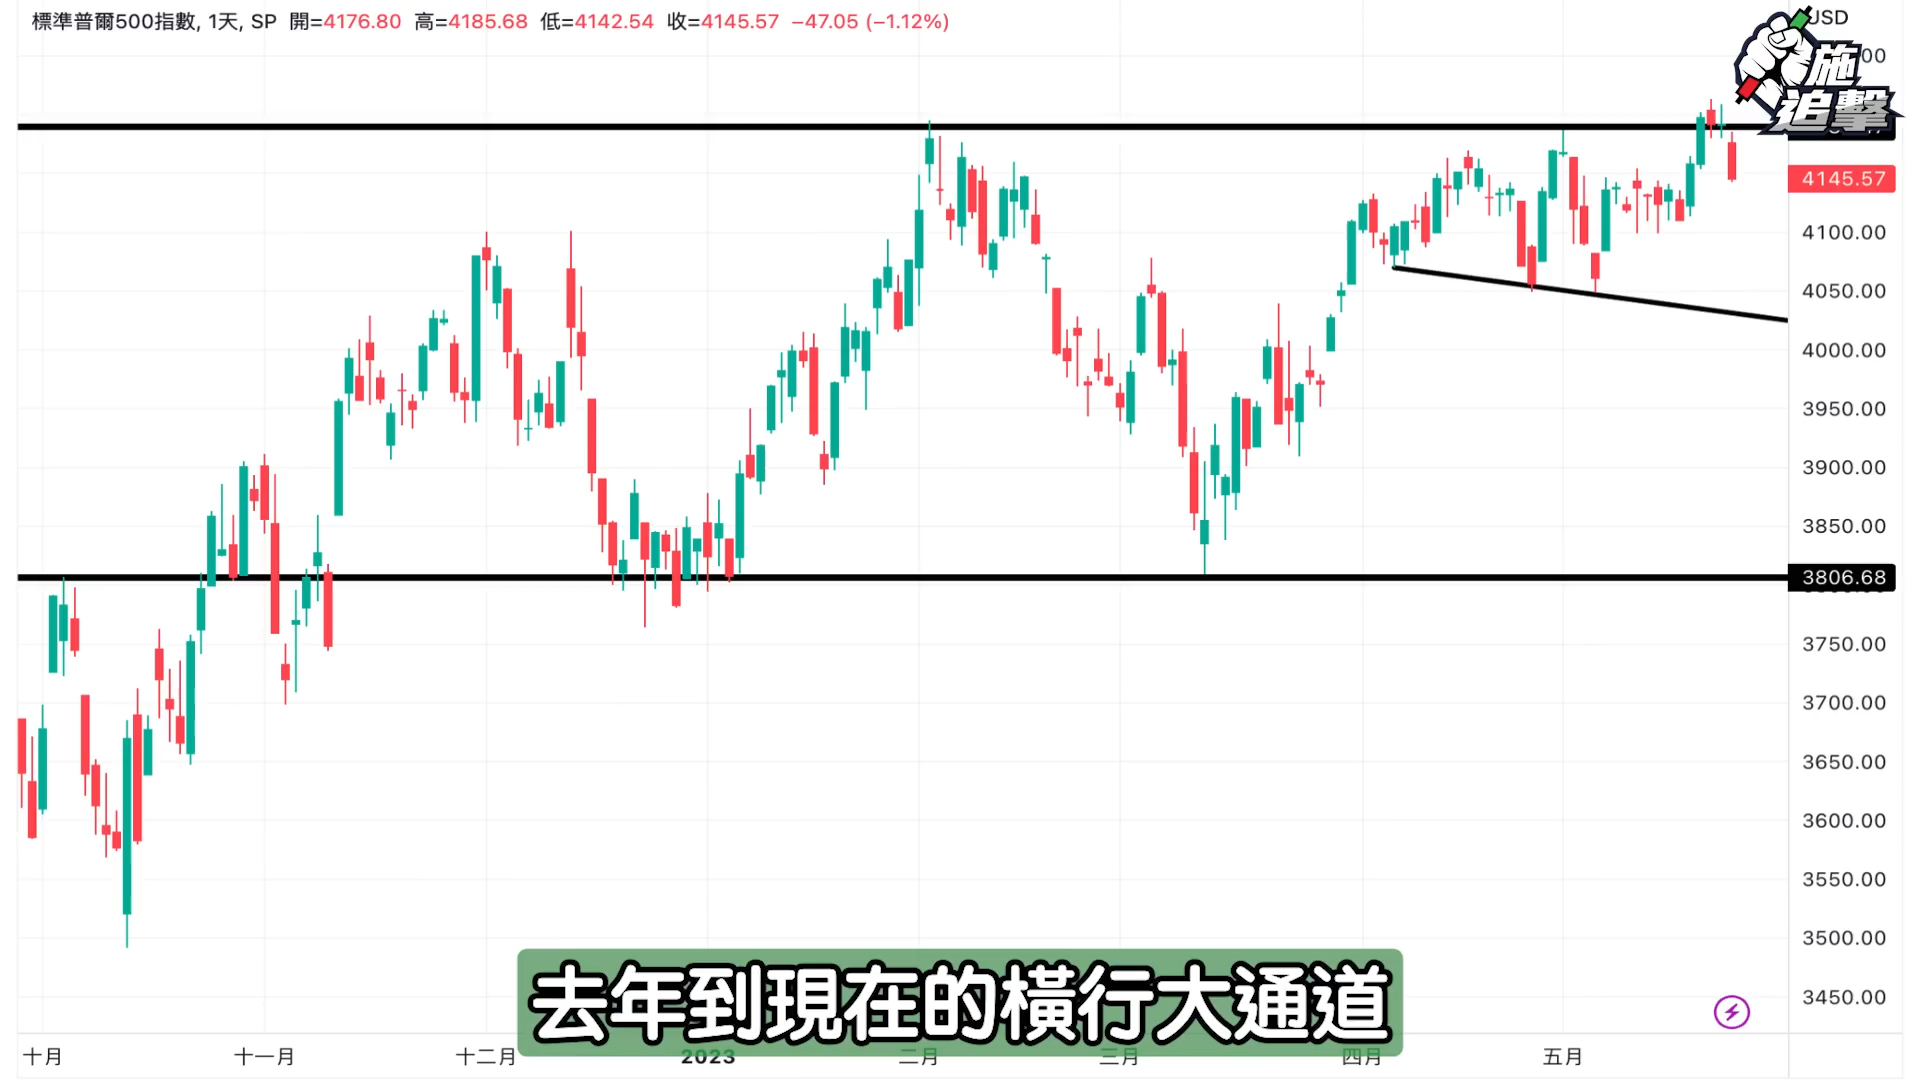 標準普爾500指數, 1天, SP 開=4176.80 高=4185.68 低=4142.54 收=4145.57 −47.05 (−1.12%)
USD
施
追擊
4145.57
4100.00
4050.00
4000.00
3950.00
3900.00
3850.00
3806.68
3750.00
3700.00
3650.00
3600.00
3550.00
3500.00
3450.00
去年到現在的橫行大通道
十月 十一月 十二月 2023 二月 三月 四月 五月